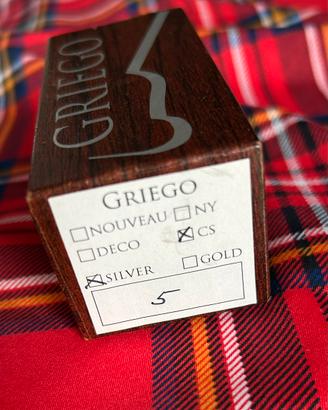 GRIEGO
GRIEGO
☐ NOUVEAU ☐ NY
☐ DECO ☒ CS
☒ SILVER ☐ GOLD
5